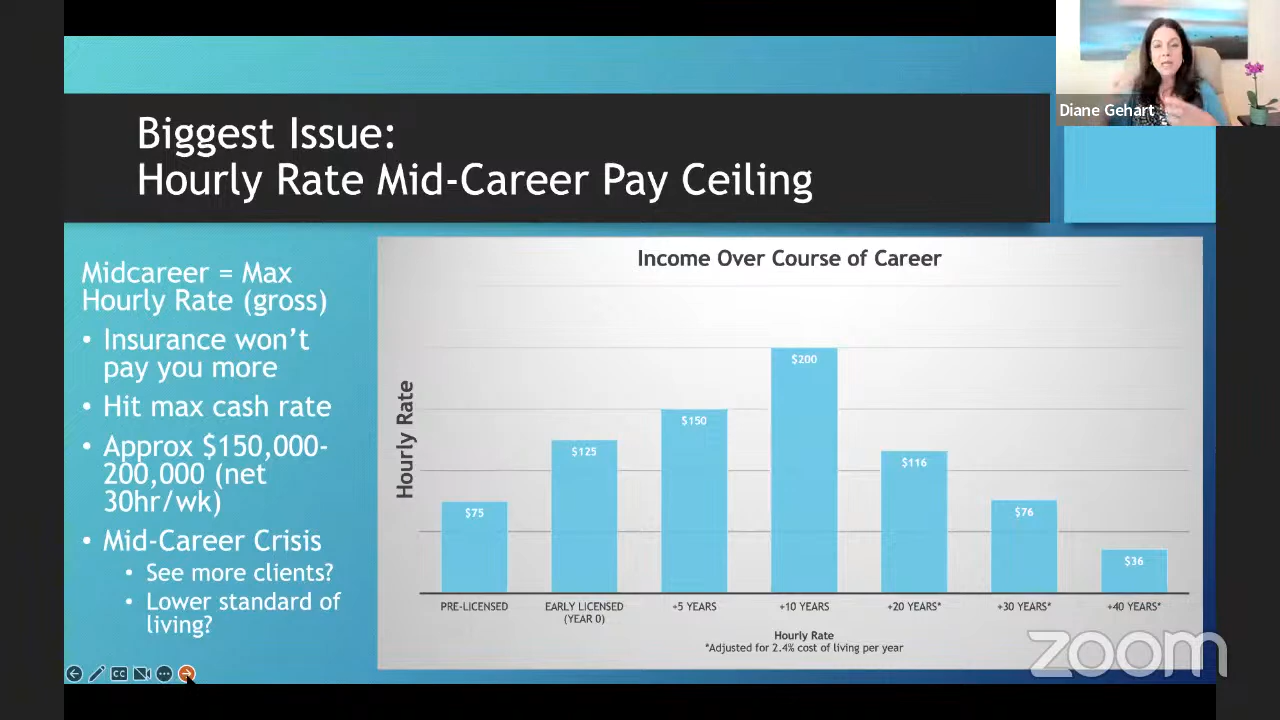 Diane Gehart
Biggest Issue:
Hourly Rate Mid-Career Pay Ceiling
Midcareer = Max
Hourly Rate (gross)
• Insurance won't
pay you more
• Hit max cash rate
• Approx $150,000-
200,000 (net
30hr/wk)
• Mid-Career Crisis
• See more clients?
• Lower standard of
living?
Income Over Course of Career
Hourly Rate
$75
$125
$150
$200
$116
$76
$36
PRE-LICENSED
EARLY LICENSED
(YEAR 0)
+5 YEARS
+10 YEARS
+20 YEARS*
+30 YEARS*
+40 YEARS*
Hourly Rate
*Adjusted for 2.4% cost of living per year
CC
zoom